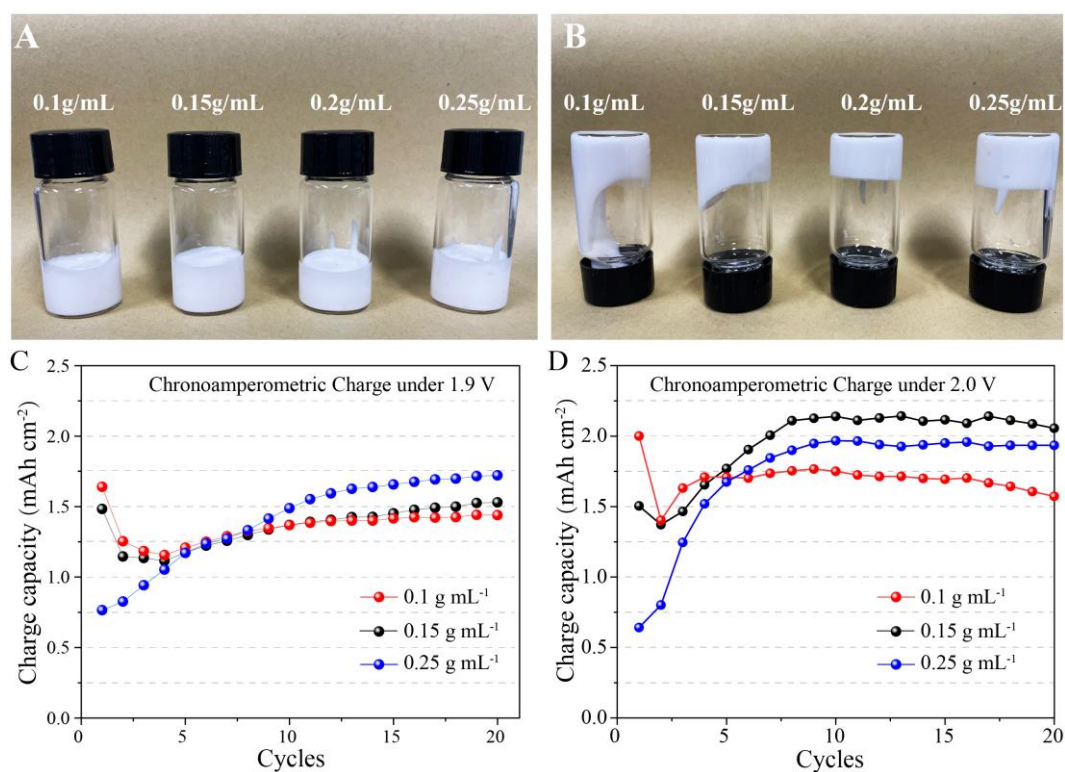 A
0.1g/mL 0.15g/mL 0.2g/mL 0.25g/mL
B
0.1g/mL 0.15g/mL 0.2g/mL 0.25g/mL
C
Chronoamperometric Charge under 1.9 V
Charge capacity (mAh cm⁻²)
2.5
2.0
1.5
1.0
0.5
0.0
0.1 g mL⁻¹
0.15 g mL⁻¹
0.25 g mL⁻¹
0 5 10 15 20
Cycles
D
Chronoamperometric Charge under 2.0 V
Charge capacity (mAh cm⁻²)
2.5
2.0
1.5
1.0
0.5
0.0
0.1 g mL⁻¹
0.15 g mL⁻¹
0.25 g mL⁻¹
0 5 10 15 20
Cycles